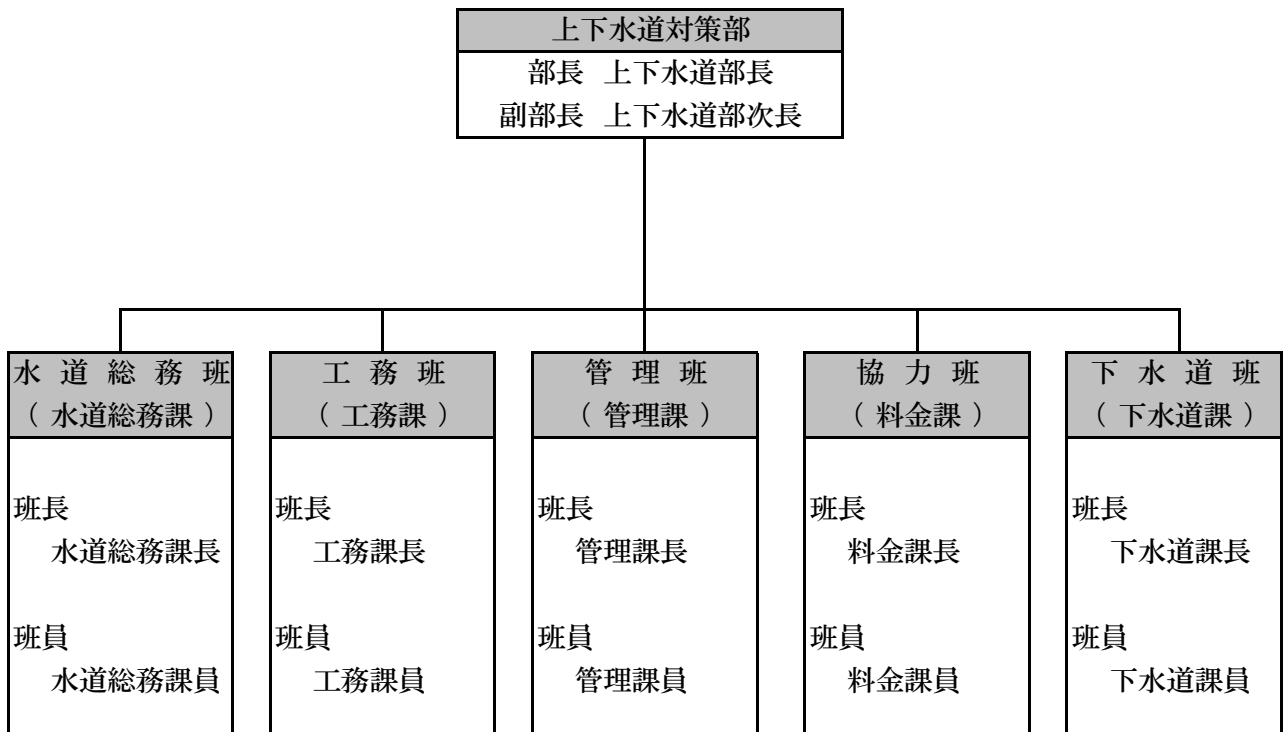 上下水道対策部
部長 上下水道部長
副部長 上下水道部次長
水道総務班
（水道総務課）
班長
水道総務課長
班員
水道総務課員
工務班
（工務課）
班長
工務課長
班員
工務課員
管理班
（管理課）
班長
管理課長
班員
管理課員
協力班
（料金課）
班長
料金課長
班員
料金課員
下水道班
（下水道課）
班長
下水道課長
班員
下水道課員